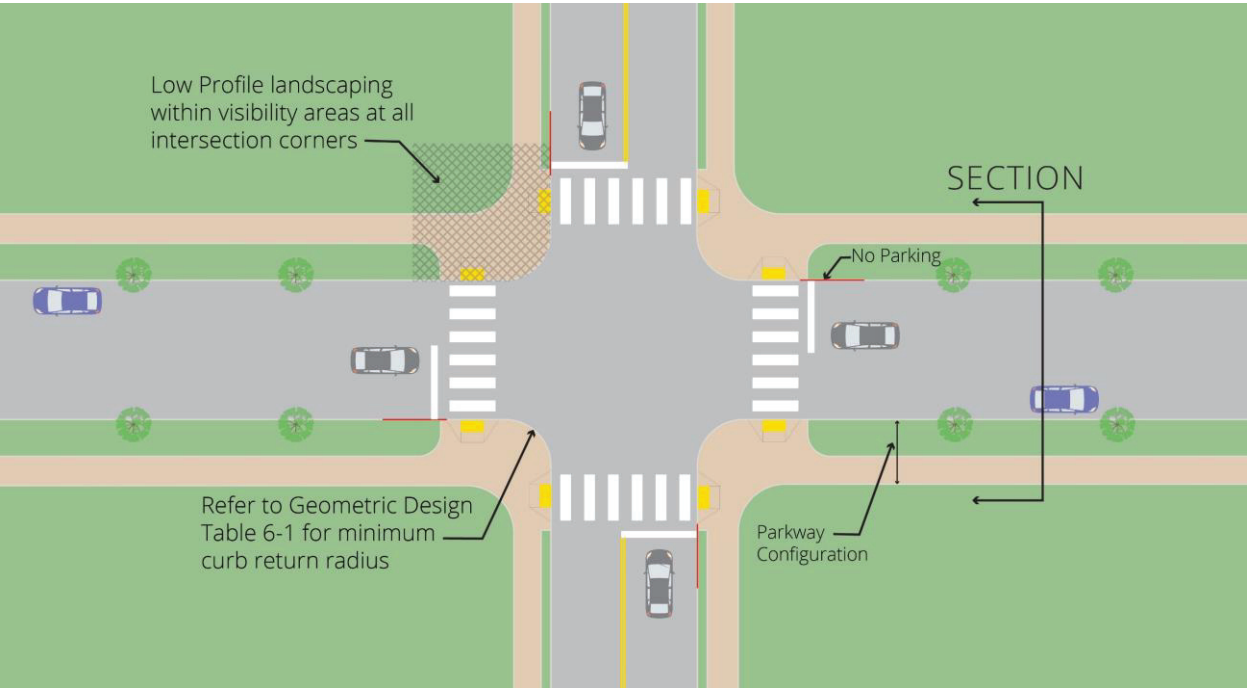 Low Profile landscaping
within visibility areas at all
intersection corners
SECTION
No Parking
Refer to Geometric Design
Table 6-1 for minimum
curb return radius
Parkway
Configuration